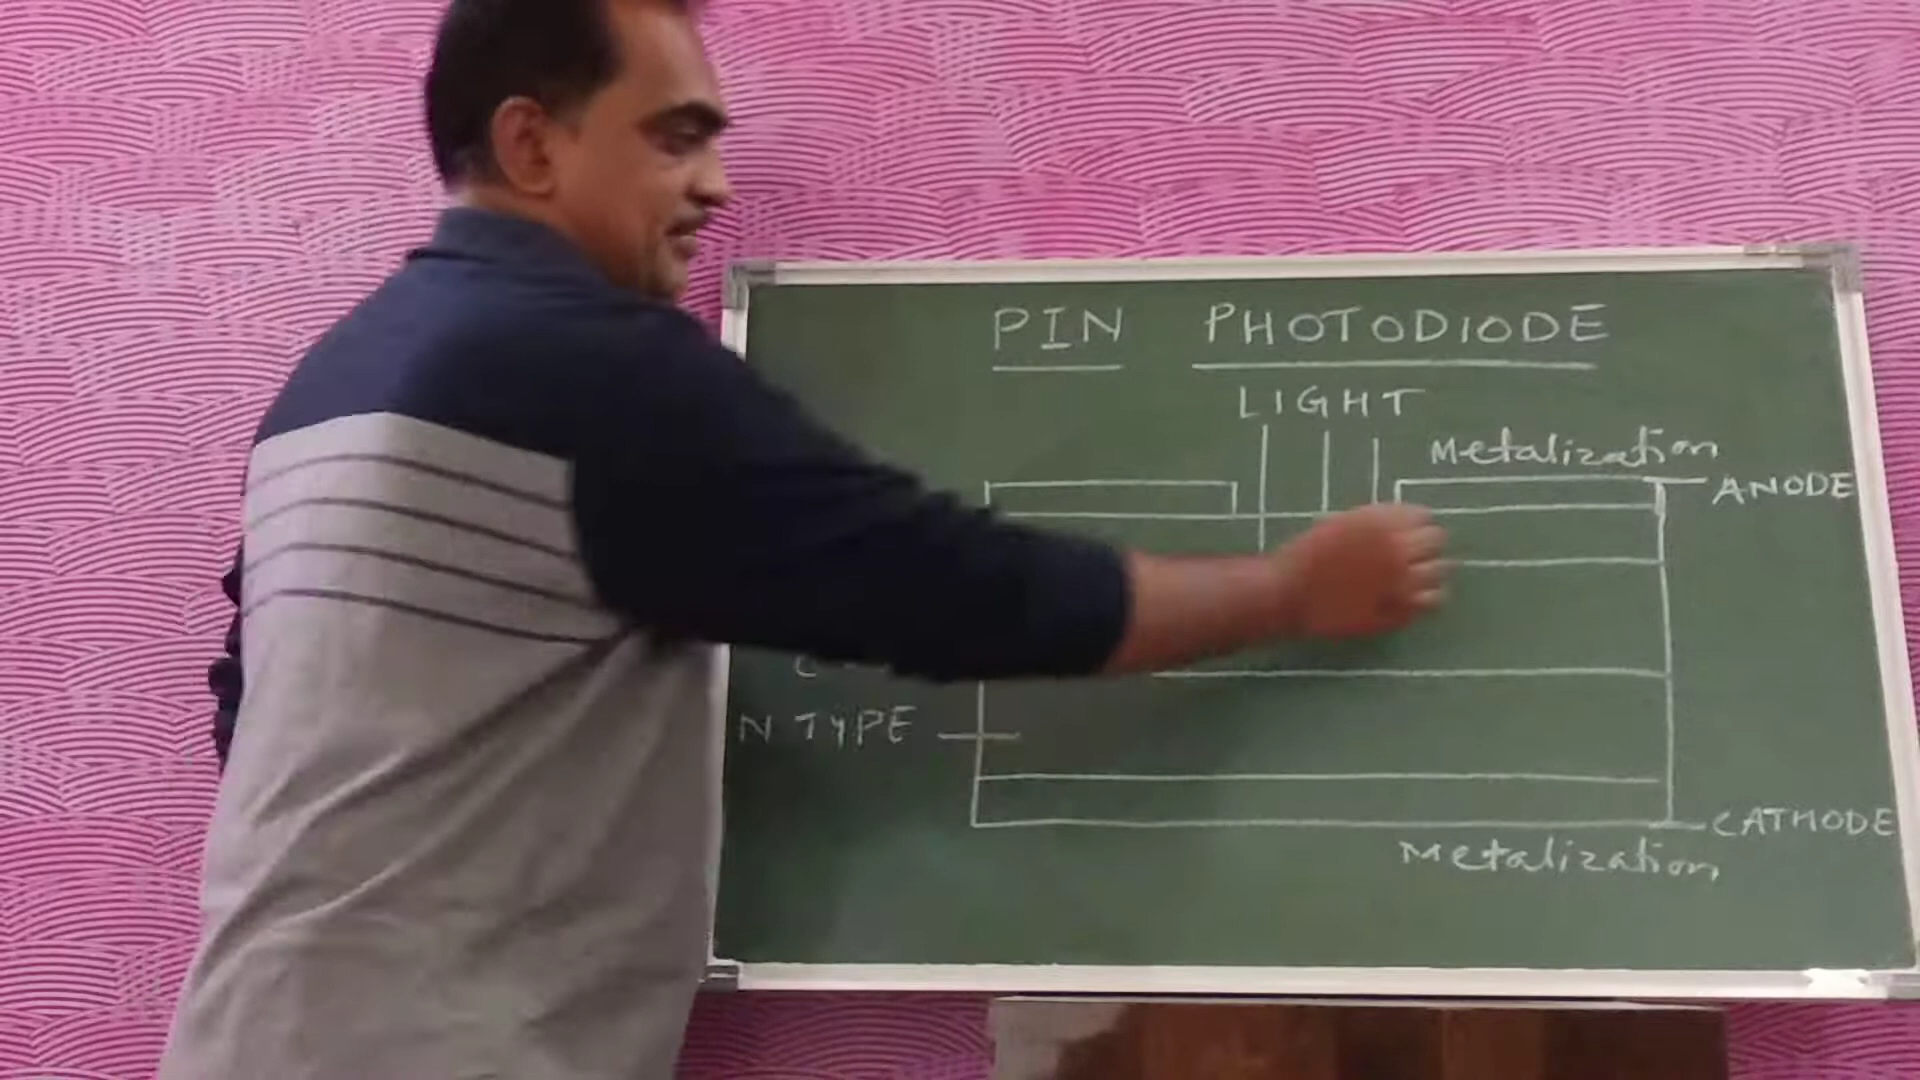 PIN PHOTODIODE
LIGHT
Metalization
ANODE
N TYPE
CATHODE
Metalization